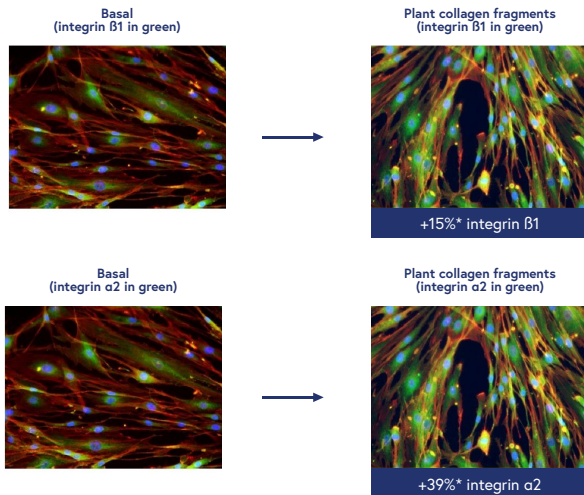 Basal
(integrin ß1 in green)
Plant collagen fragments
(integrin ß1 in green)
+15%* integrin ß1
Basal
(integrin α2 in green)
Plant collagen fragments
(integrin α2 in green)
+39%* integrin α2